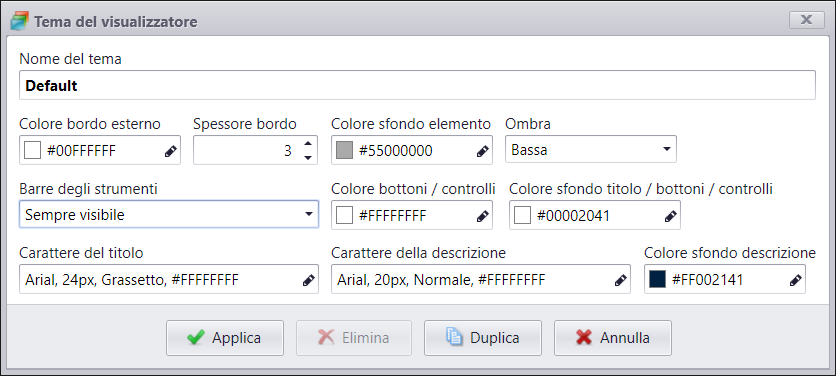 Tema del visualizzatore
Nome del tema
Default
Colore bordo esterno Spessore bordo Colore sfondo elemento Ombra
#00FFFFFF 3 #55000000 Bassa
Barre degli strumenti Colore bottoni / controlli Colore sfondo titolo / bottoni / controlli
Sempre visibile #FFFFFFFF #00002041
Carattere del titolo Carattere della descrizione Colore sfondo descrizione
Arial, 24px, Grassetto, #FFFFFFFF Arial, 20px, Normale, #FFFFFFFF #FF002141
Applica Elimina Duplica Annulla